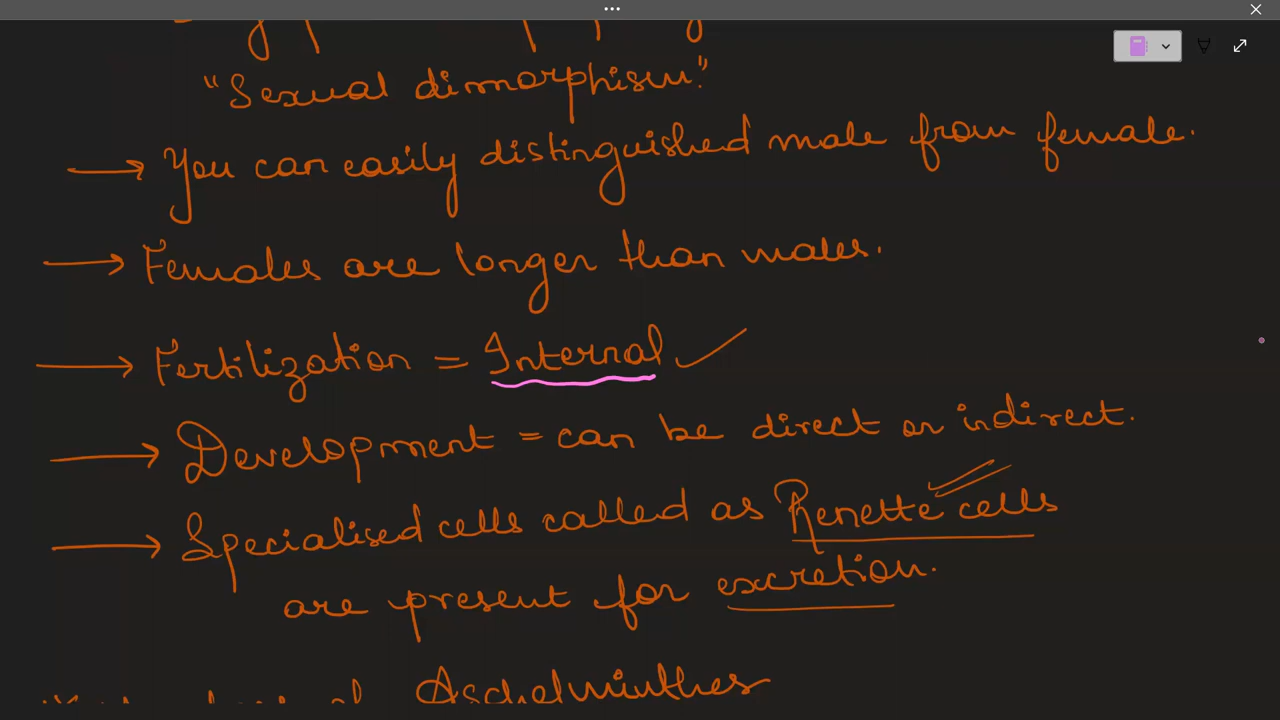 "Sexual dimorphism."
→ You can easily distinguished male from female.
→ Females are longer than males.
→ Fertilization = Internal ✓
→ Development = can be direct or indirect.
→ Specialised cells called as Renette cells
are present for excretion.
Aschelminthes